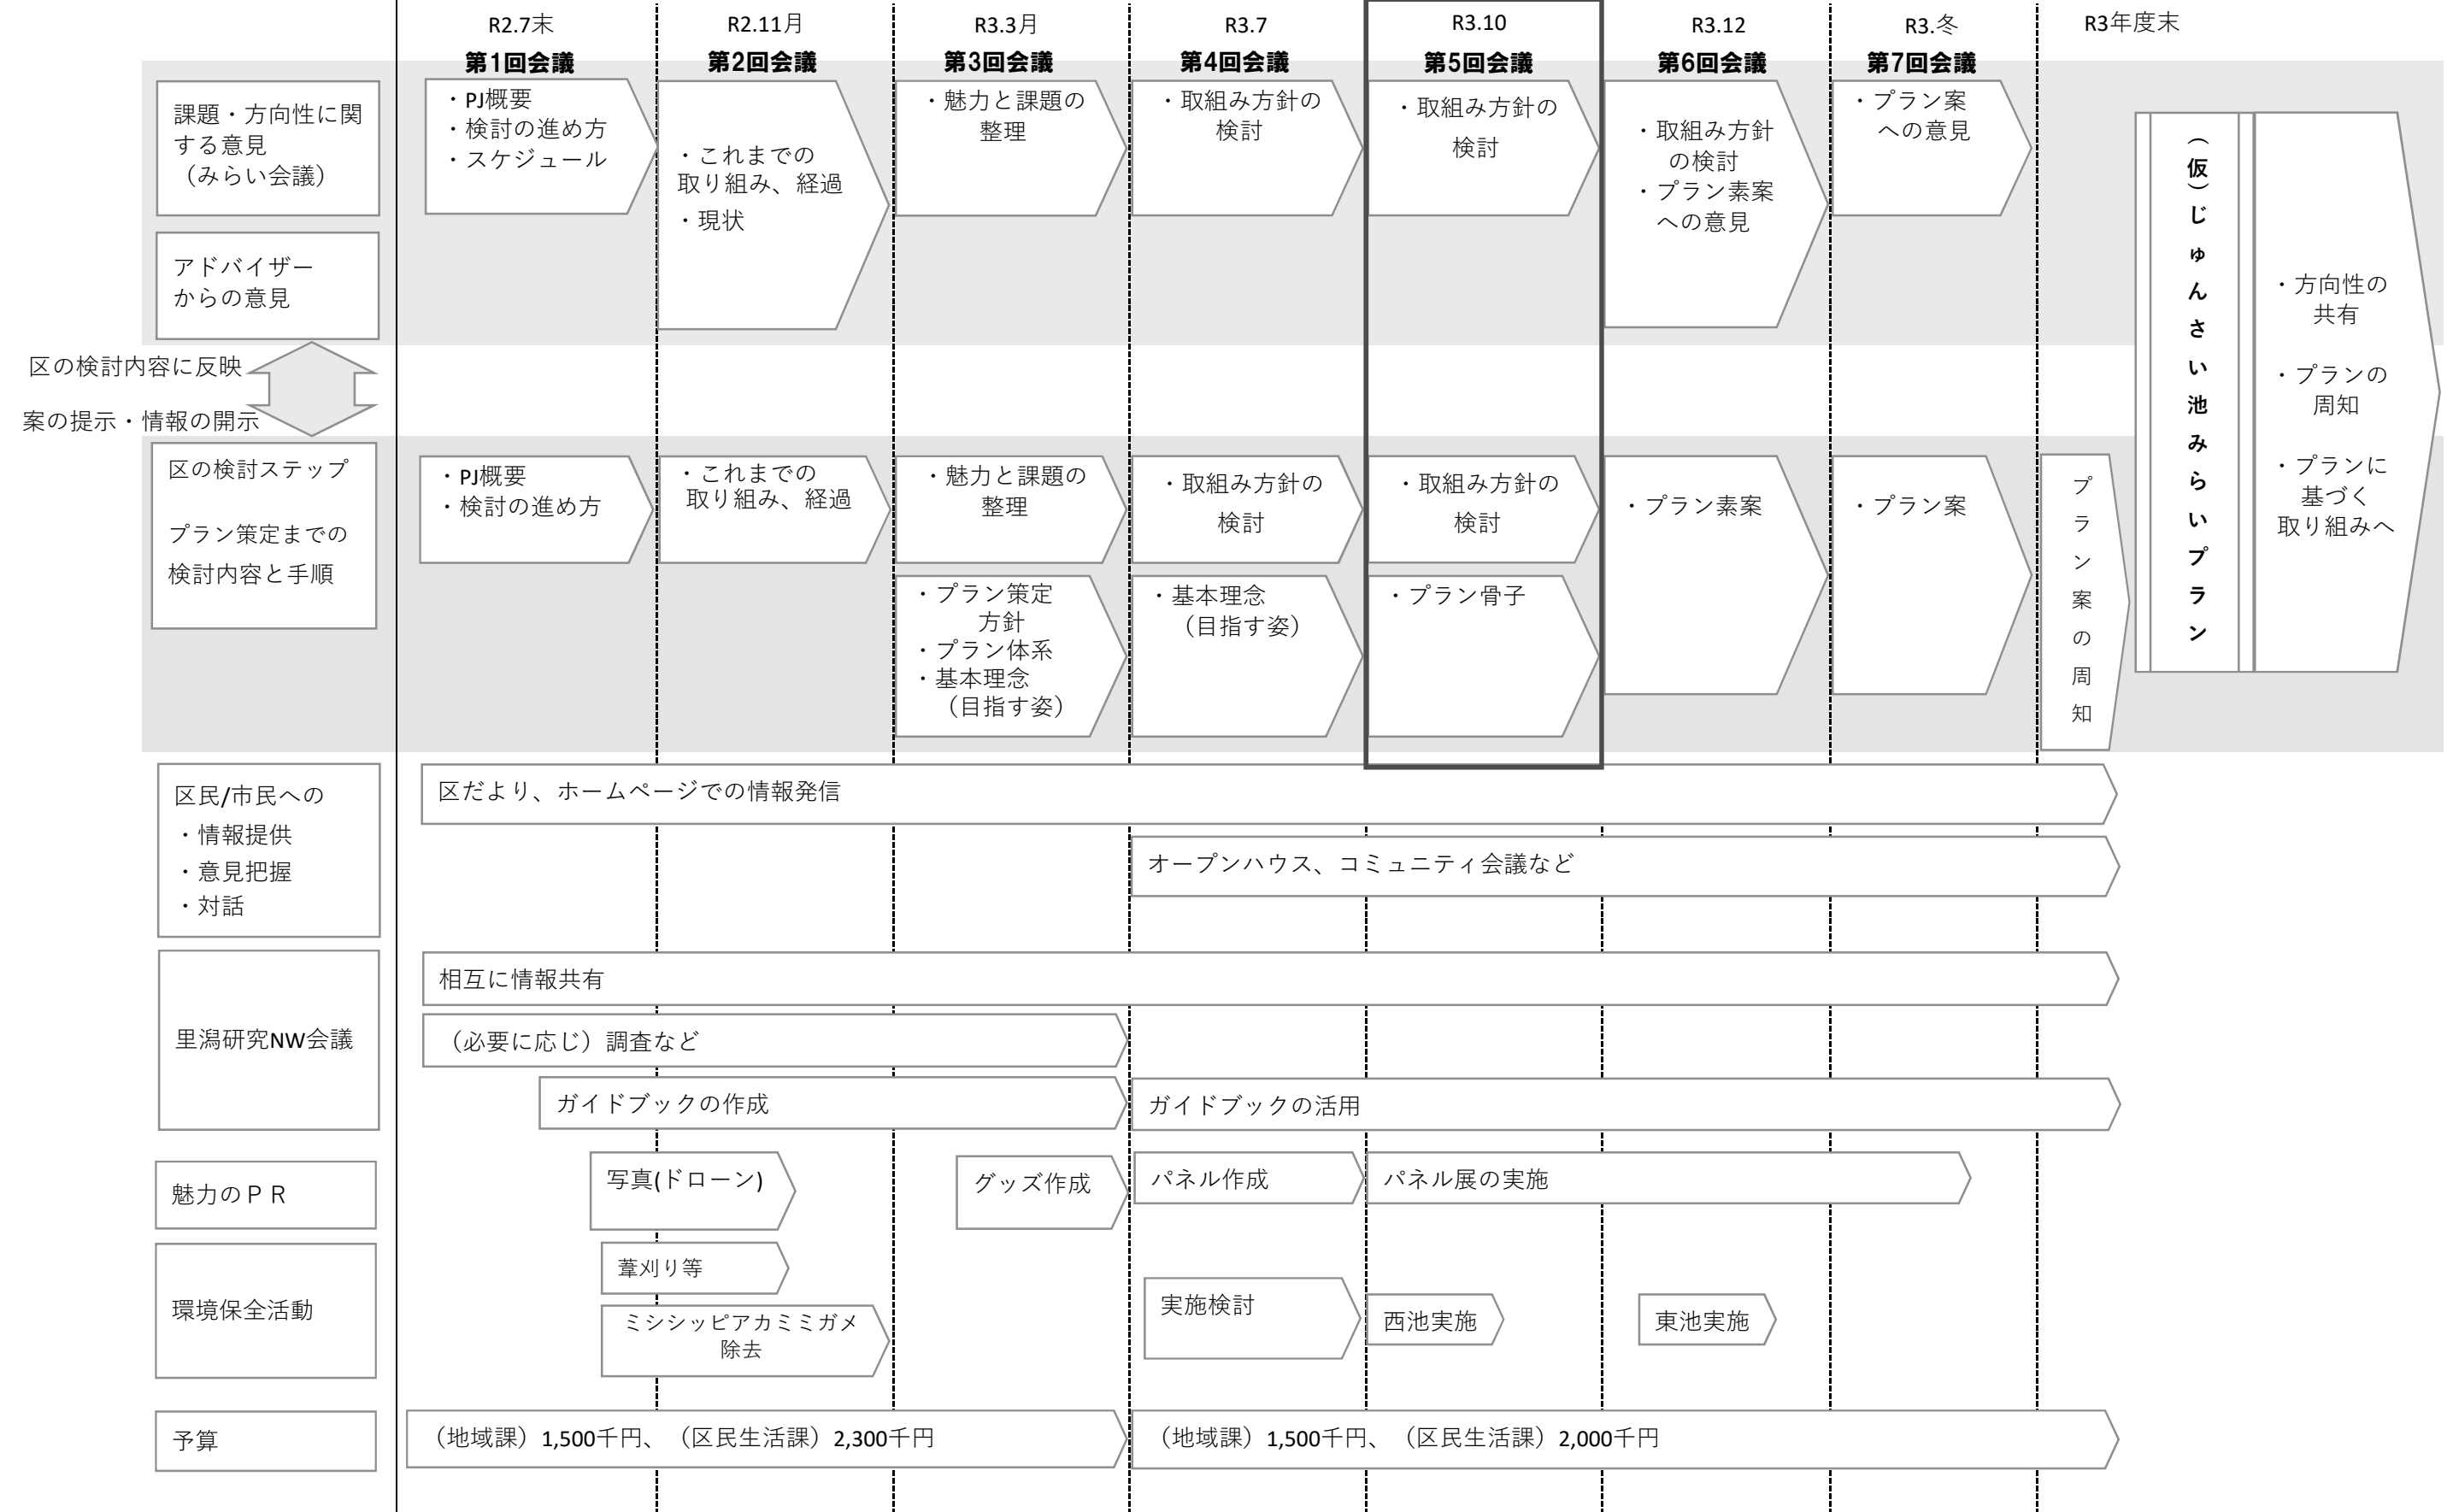 R2.7末
第1回会議
R2.11月
第2回会議
R3.3月
第3回会議
R3.7
第4回会議
R3.10
第5回会議
R3.12
第6回会議
R3.冬
第7回会議
R3年度末
課題・方向性に関
する意見
（みらい会議）
・PJ概要
・検討の進め方
・スケジュール
・これまでの
取り組み、経過
・現状
・魅力と課題の
整理
・取組み方針の
検討
・取組み方針の
検討
・取組み方針
の検討
・プラン素案
への意見
・プラン案
への意見
アドバイザー
からの意見
区の検討内容に反映
案の提示・情報の開示
（仮）じゅんさい池みらいプラン
・方向性の
共有
・プランの
周知
・プランに
基づく
取り組みへ
区の検討ステップ
プラン策定までの
検討内容と手順
・PJ概要
・検討の進め方
・これまでの
取り組み、経過
・魅力と課題の
整理
・取組み方針の
検討
・取組み方針の
検討
・プラン素案
・プラン案
プラン案の周知
・プラン策定
方針
・プラン体系
・基本理念
（目指す姿）
・基本理念
（目指す姿）
・プラン骨子
区民/市民への
・情報提供
・意見把握
・対話
区だより、ホームページでの情報発信
オープンハウス、コミュニティ会議など
里潟研究NW会議
相互に情報共有
（必要に応じ）調査など
ガイドブックの作成
ガイドブックの活用
魅力のＰＲ
写真(ドローン)
グッズ作成
パネル作成
パネル展の実施
環境保全活動
葦刈り等
ミシシッピアカミミガメ
除去
実施検討
西池実施
東池実施
予算
（地域課）1,500千円、（区民生活課）2,300千円
（地域課）1,500千円、（区民生活課）2,000千円